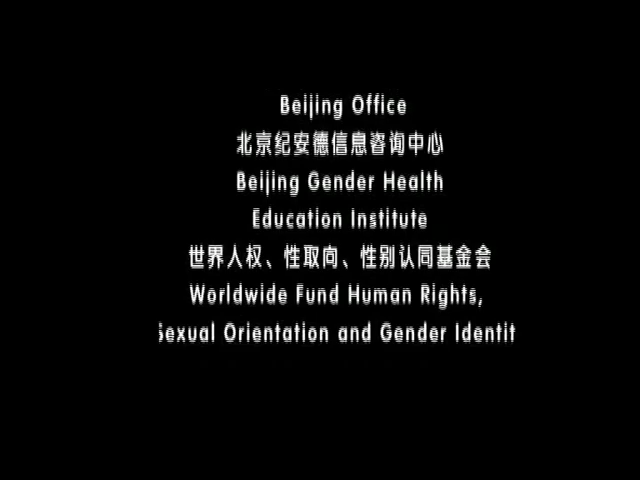 Beijing Office
北京纪安德信息咨询中心
Beijing Gender Health
Education Institute
世界人权、性取向、性别认同基金会
Worldwide Fund Human Rights,
Sexual Orientation and Gender Identit